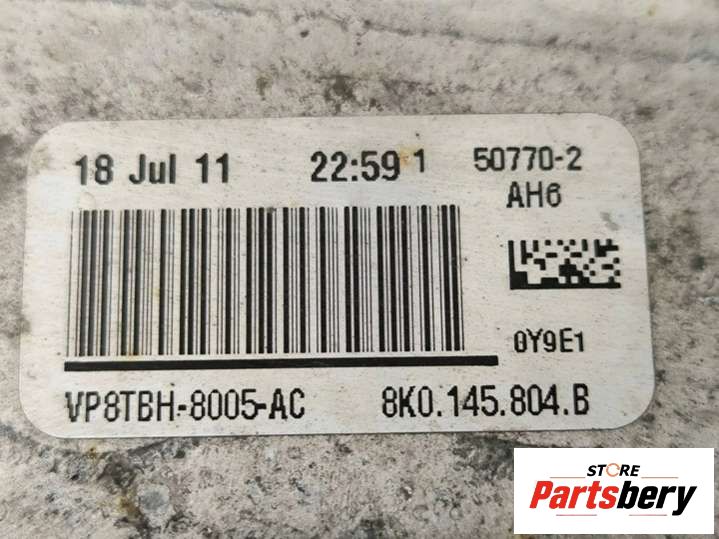 18 Jul 11 22:59 1 50770-2
AH6
0Y9E1
VP8TBH-8005-AC 8K0.145.804.B
STORE
Partsbery